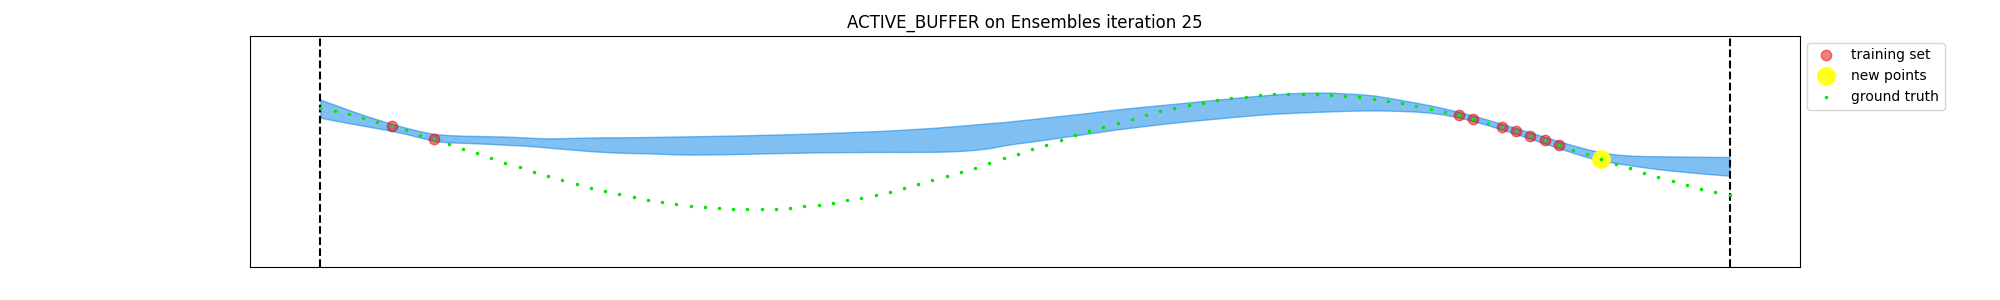 ACTIVE_BUFFER on Ensembles iteration 25
training set
new points
ground truth